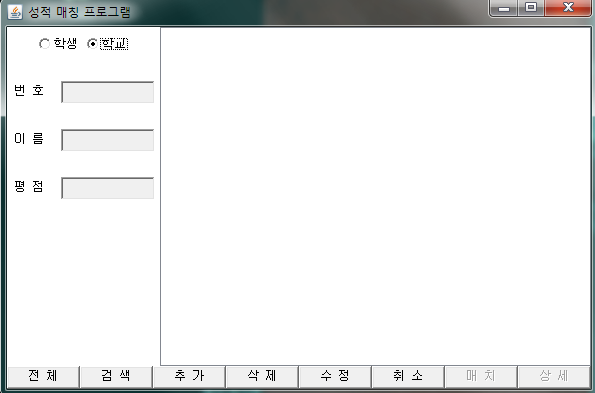 성적 매칭 프로그램
학생 학교
번 호
이 름
평 점
전 체 검 색 추 가 삭 제 수 정 취 소 매 치 상 세